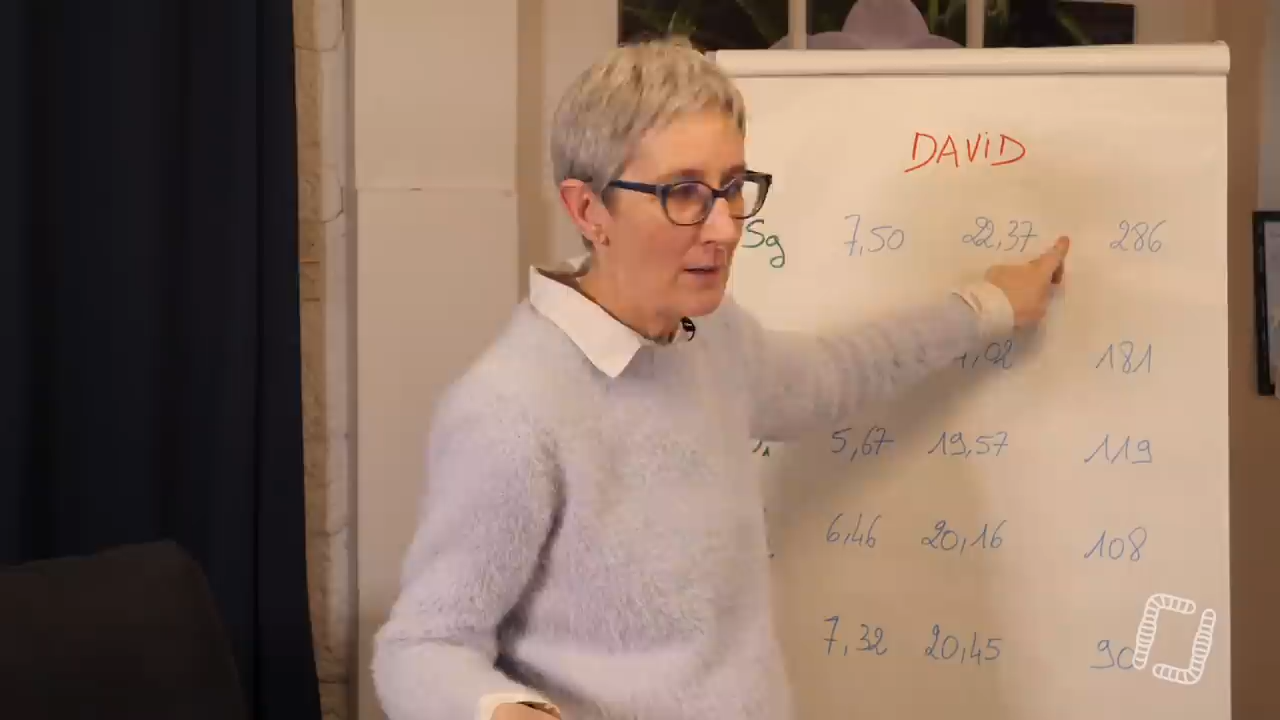 DAVID
Sg 7,50 22,37 286
181
5,67 19,57 119
6,46 20,16 108
7,32 20,45 90